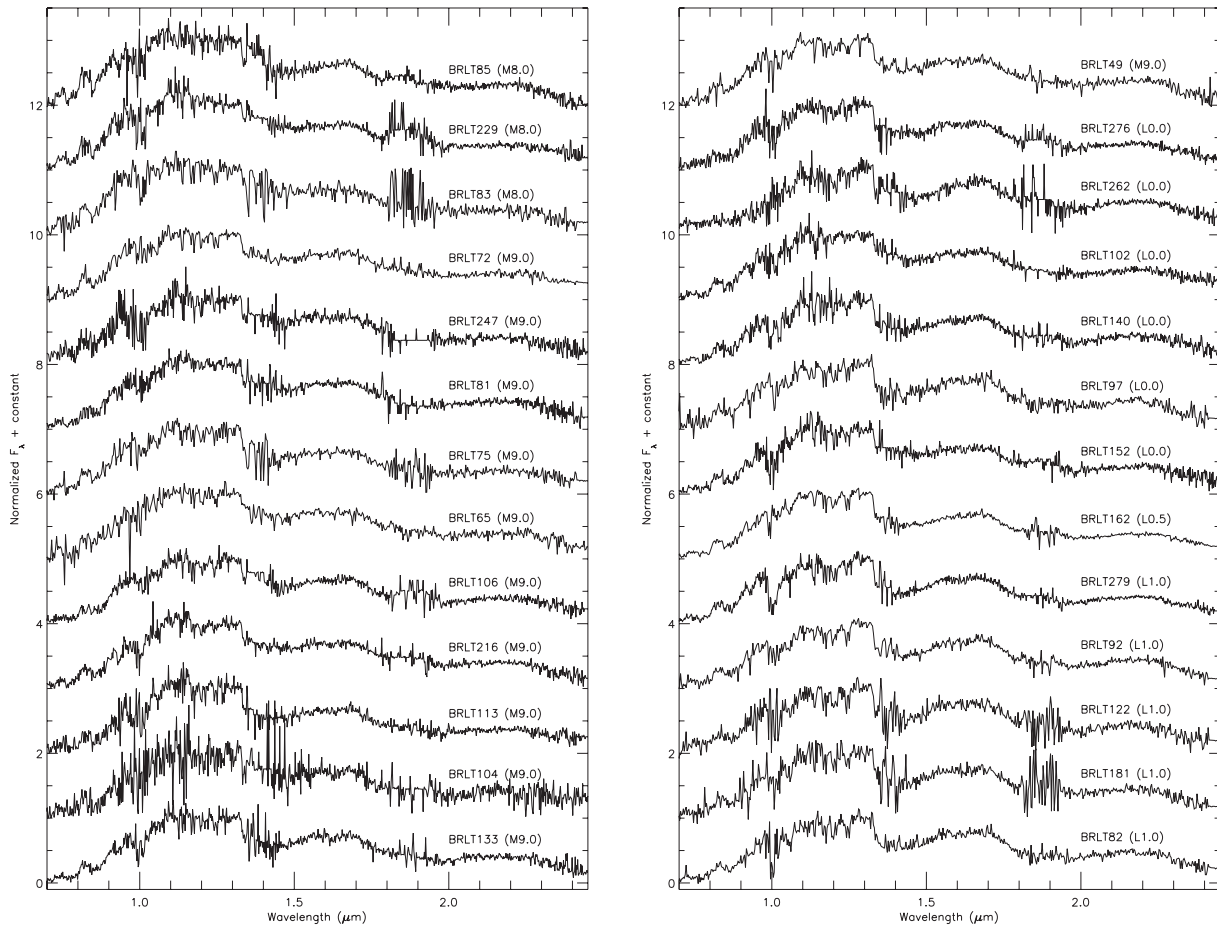 Normalized Fλ + constant
12
10
8
6
4
2
0
BRLT85 (M8.0)
BRLT229 (M8.0)
BRLT83 (M8.0)
BRLT72 (M9.0)
BRLT247 (M9.0)
BRLT81 (M9.0)
BRLT75 (M9.0)
BRLT65 (M9.0)
BRLT106 (M9.0)
BRLT216 (M9.0)
BRLT113 (M9.0)
BRLT104 (M9.0)
BRLT133 (M9.0)
1.0 1.5 2.0
Wavelength (μm)
Normalized Fλ + constant
12
10
8
6
4
2
0
BRLT49 (M9.0)
BRLT276 (L0.0)
BRLT262 (L0.0)
BRLT102 (L0.0)
BRLT140 (L0.0)
BRLT97 (L0.0)
BRLT152 (L0.0)
BRLT162 (L0.5)
BRLT279 (L1.0)
BRLT92 (L1.0)
BRLT122 (L1.0)
BRLT181 (L1.0)
BRLT82 (L1.0)
1.0 1.5 2.0
Wavelength (μm)